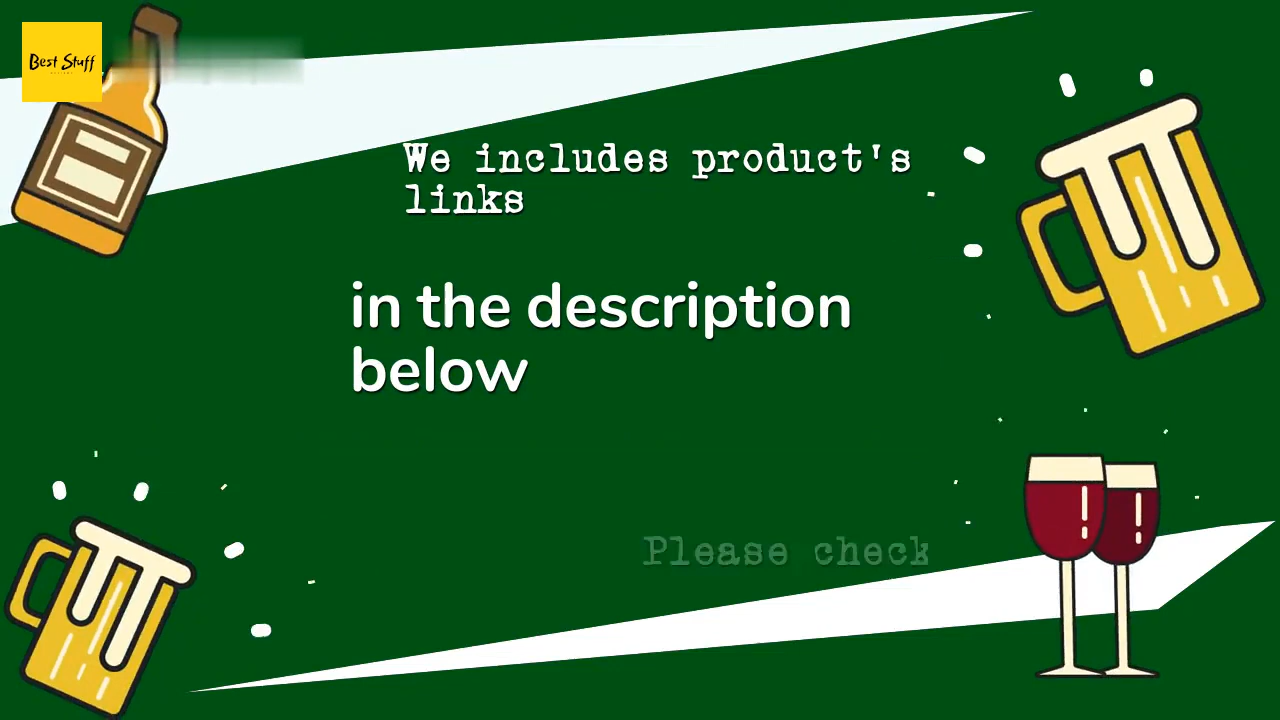 Best Stuff
We includes product's
links
in the description
below
Please check